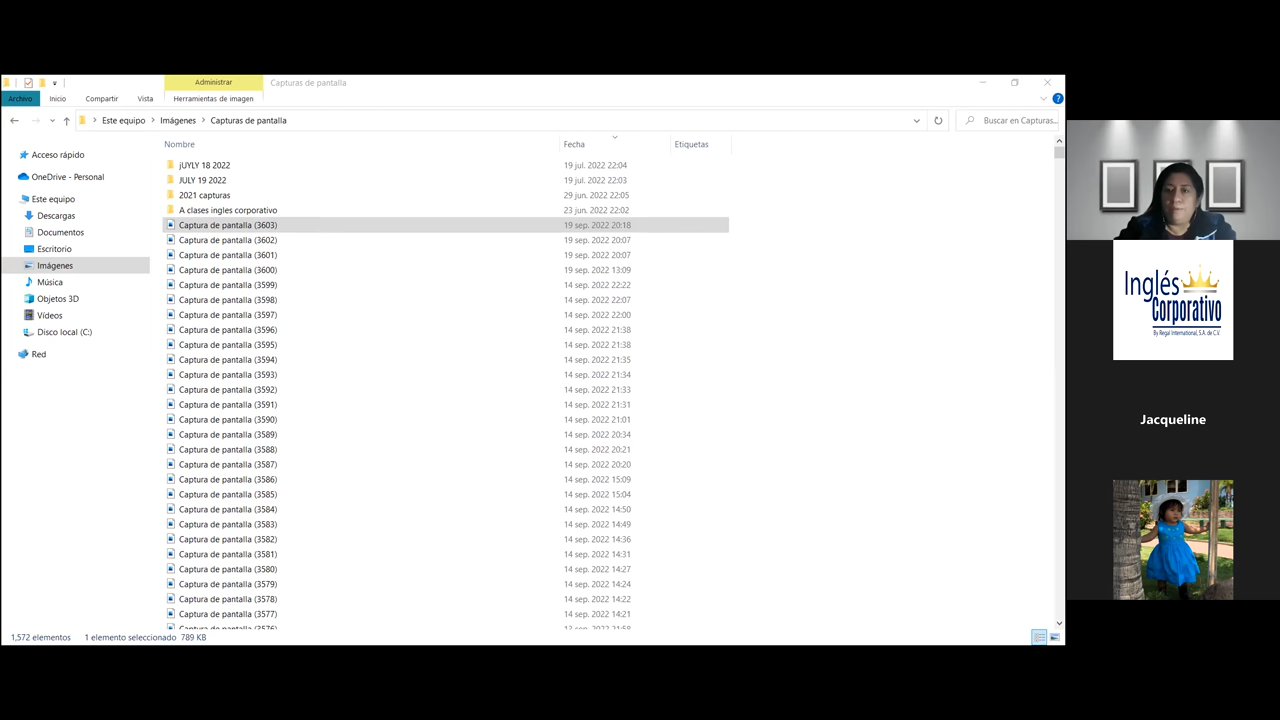 Administrar
Capturas de pantalla
Archivo
Inicio
Compartir
Vista
Herramientas de imagen
?
Este equipo > Imágenes > Capturas de pantalla
Buscar en Capturas...
Acceso rápido
OneDrive - Personal
Este equipo
Descargas
Documentos
Escritorio
Imágenes
Música
Objetos 3D
Vídeos
Disco local (C:)
Red
Nombre Fecha Etiquetas
jUYLY 18 2022 19 jul. 2022 22:04
JULY 19 2022 19 jul. 2022 22:03
2021 capturas 29 jun. 2022 22:05
A clases ingles corporativo 23 jun. 2022 22:02
Captura de pantalla (3603) 19 sep. 2022 20:18
Captura de pantalla (3602) 19 sep. 2022 20:07
Captura de pantalla (3601) 19 sep. 2022 20:07
Captura de pantalla (3600) 19 sep. 2022 13:09
Captura de pantalla (3599) 14 sep. 2022 22:22
Captura de pantalla (3598) 14 sep. 2022 22:07
Captura de pantalla (3597) 14 sep. 2022 22:00
Captura de pantalla (3596) 14 sep. 2022 21:38
Captura de pantalla (3595) 14 sep. 2022 21:38
Captura de pantalla (3594) 14 sep. 2022 21:35
Captura de pantalla (3593) 14 sep. 2022 21:34
Captura de pantalla (3592) 14 sep. 2022 21:33
Captura de pantalla (3591) 14 sep. 2022 21:31
Captura de pantalla (3590) 14 sep. 2022 21:01
Captura de pantalla (3589) 14 sep. 2022 20:34
Captura de pantalla (3588) 14 sep. 2022 20:21
Captura de pantalla (3587) 14 sep. 2022 20:20
Captura de pantalla (3586) 14 sep. 2022 15:09
Captura de pantalla (3585) 14 sep. 2022 15:04
Captura de pantalla (3584) 14 sep. 2022 14:50
Captura de pantalla (3583) 14 sep. 2022 14:49
Captura de pantalla (3582) 14 sep. 2022 14:36
Captura de pantalla (3581) 14 sep. 2022 14:31
Captura de pantalla (3580) 14 sep. 2022 14:27
Captura de pantalla (3579) 14 sep. 2022 14:24
Captura de pantalla (3578) 14 sep. 2022 14:22
Captura de pantalla (3577) 14 sep. 2022 14:21
Captura de pantalla (3576) 13 sep. 2022 21:58
1,572 elementos 1 elemento seleccionado 789 KB
Inglés
Corporativo
By Regal International, S.A. de C.V.
Jacqueline